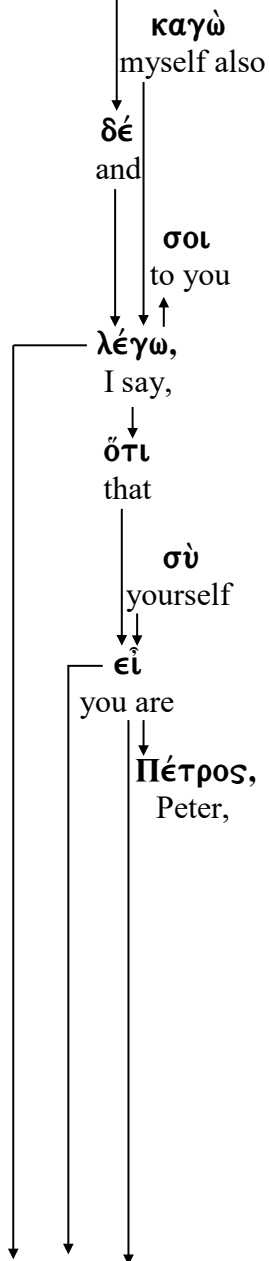 καγὼ
myself also
δέ
and
σοι
to you
λέγω,
I say,
ὅτι
that
σὺ
yourself
εἶ
you are
Πέτρος,
Peter,